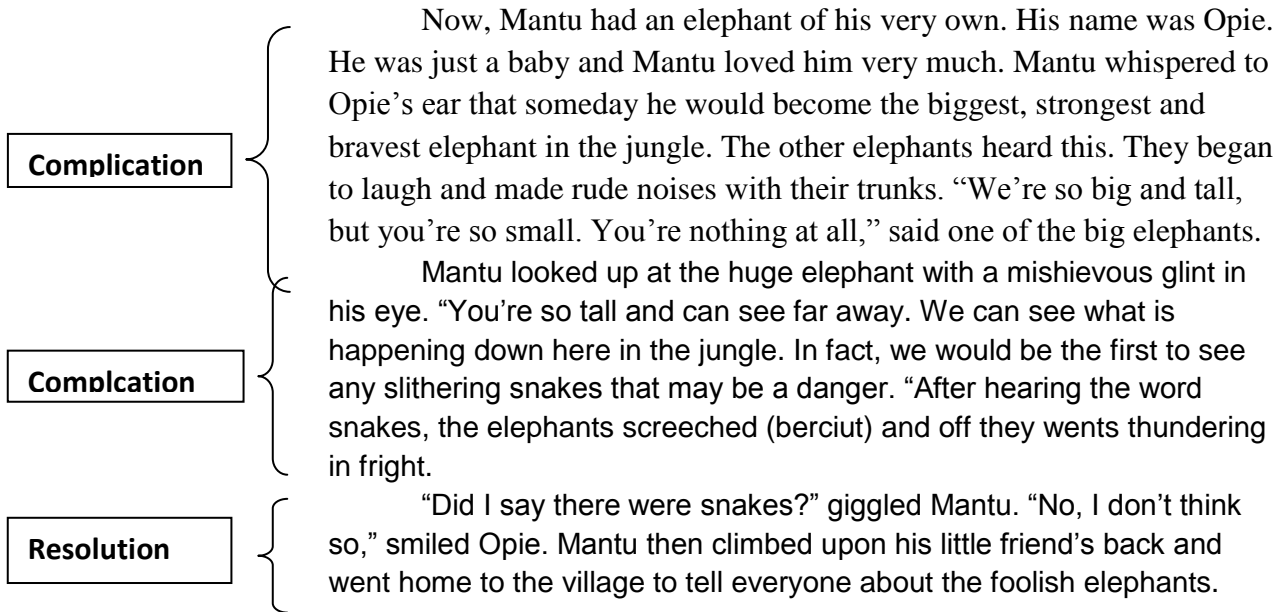 Now, Mantu had an elephant of his very own. His name was Opie.
He was just a baby and Mantu loved him very much. Mantu whispered to
Opie’s ear that someday he would become the biggest, strongest and
Complication
bravest elephant in the jungle. The other elephants heard this. They began
to laugh and made rude noises with their trunks. “We’re so big and tall,
but you’re so small. You’re nothing at all,” said one of the big elephants.
Mantu looked up at the huge elephant with a mishievous glint in
his eye. “You’re so tall and can see far away. We can see what is
Complcation
happening down here in the jungle. In fact, we would be the first to see
any slithering snakes that may be a danger. “After hearing the word
snakes, the elephants screeched (berciut) and off they wents thundering
in fright.
“Did I say there were snakes?” giggled Mantu. “No, I don’t think
Resolution
so,” smiled Opie. Mantu then climbed upon his little friend’s back and
went home to the village to tell everyone about the foolish elephants.